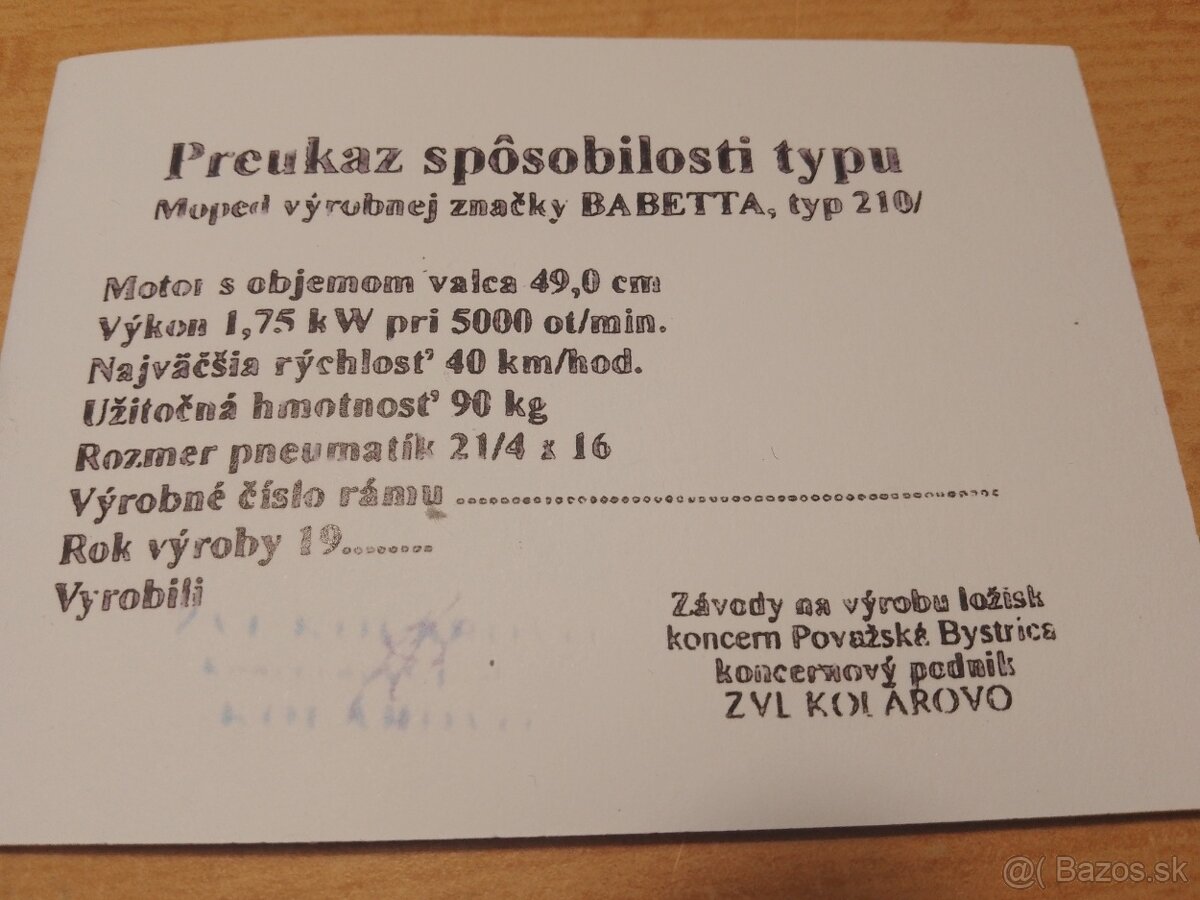 Preukaz spôsobilosti typu
Moped výrobnej značky BABETTA, typ 210/
Motor s objemom valca 49,0 cm
Výkon 1,75 kW pri 5000 ot/min.
Najväčšia rýchlosť 40 km/hod.
Užitočná hmotnosť 90 kg
Rozmer pneumatík 21/4 x 16
Výrobné číslo rámu ........................................................
Rok výroby 19.........
Vyrobili
Závody na výrobu ložisk
koncern Považská Bystrica
koncernový podnik
ZVL KOLÁROVO
@( Bazos.sk